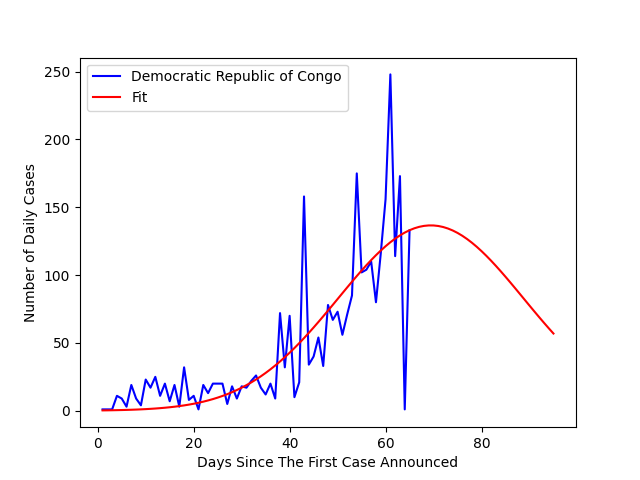 Democratic Republic of Congo
Fit
250
200
150
100
50
0
Number of Daily Cases
0 20 40 60 80
Days Since The First Case Announced